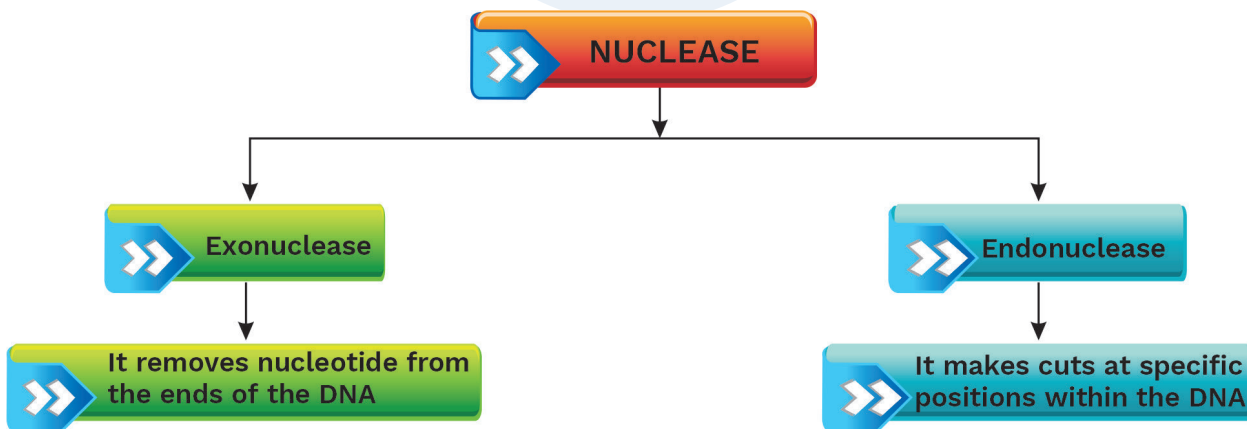 NUCLEASE
Exonuclease
Endonuclease
It removes nucleotide from
the ends of the DNA
It makes cuts at specific
positions within the DNA